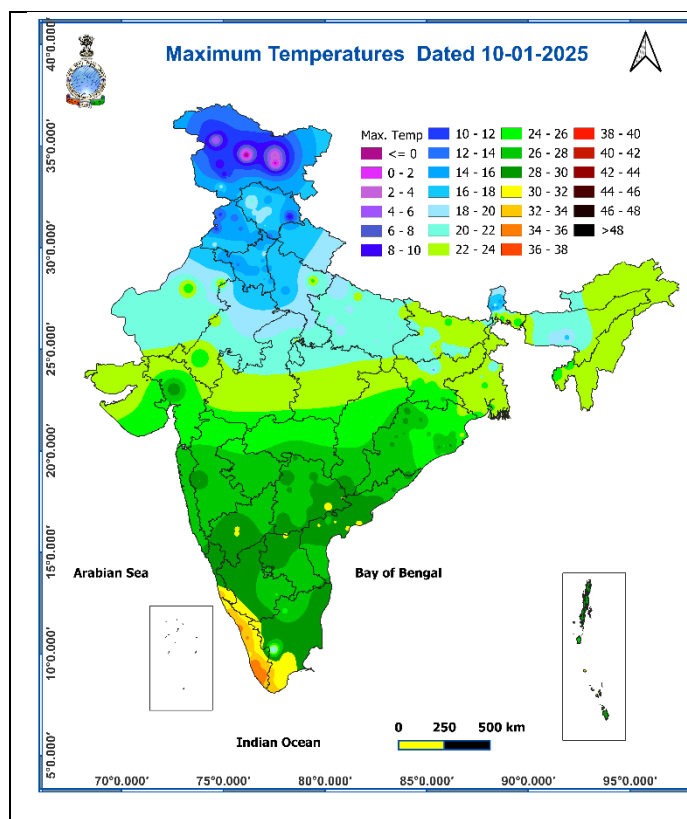 Maximum Temperatures Dated 10-01-2025
Max. Temp
<= 0
0 - 2
2 - 4
4 - 6
6 - 8
8 - 10
10 - 12
12 - 14
14 - 16
16 - 18
18 - 20
20 - 22
22 - 24
24 - 26
26 - 28
28 - 30
30 - 32
32 - 34
34 - 36
36 - 38
38 - 40
40 - 42
42 - 44
44 - 46
46 - 48
>48
40°0.000'
35°0.000'
30°0.000'
25°0.000'
20°0.000'
15°0.000'
10°0.000'
5°0.000'
Arabian Sea
Bay of Bengal
Indian Ocean
0 250 500 km
70°0.000' 75°0.000' 80°0.000' 85°0.000' 90°0.000' 95°0.000'